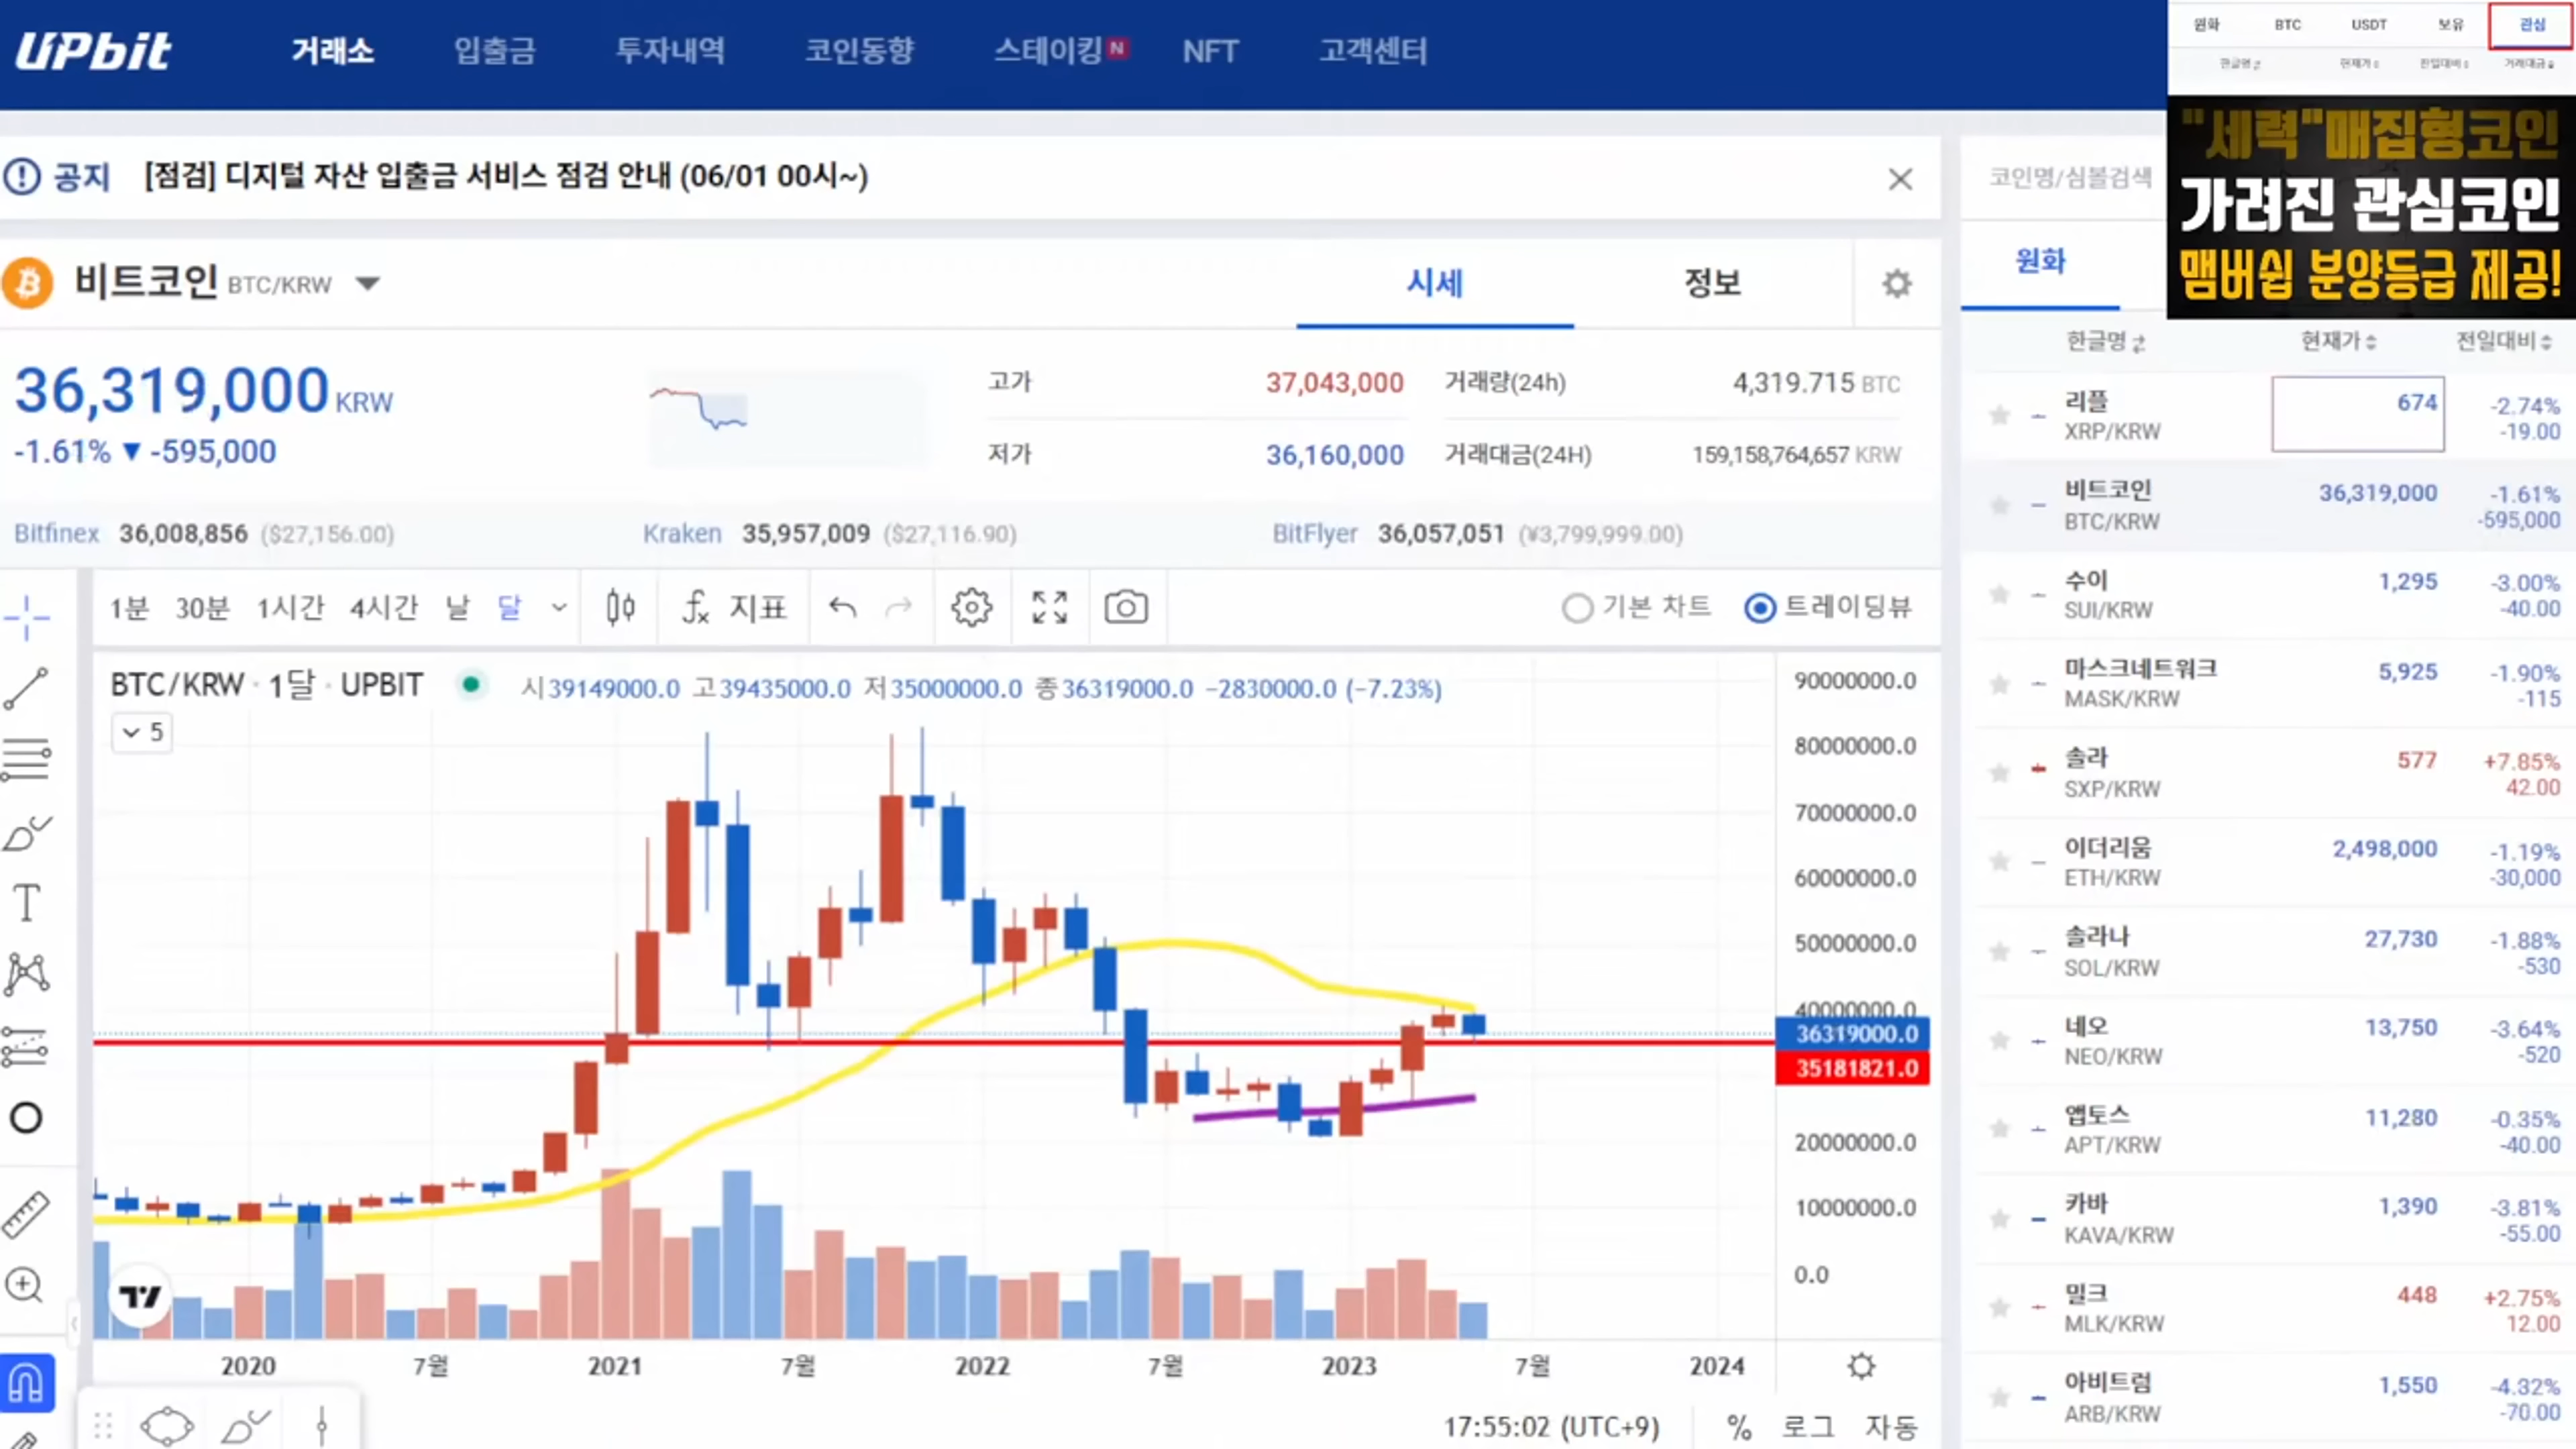 UPbit 거래소 입출금 투자내역 코인동향 스테이킹 N NFT 고객센터
원화 BTC USDT 보유 관심
한글명 현재가 전일대비 거래대금
"세력"매집형코인
가려진 관심코인
맴버쉽 분양등급 제공!
공지 [점검] 디지털 자산 입출금 서비스 점검 안내 (06/01 00시~)
비트코인 BTC/KRW 시세 정보
36,319,000 KRW
-1.61% ▼ -595,000
고가 37,043,000 거래량(24h) 4,319.715 BTC
저가 36,160,000 거래대금(24H) 159,158,764,657 KRW
Bitfinex 36,008,856 ($27,156.00) Kraken 35,957,009 ($27,116.90) BitFlyer 36,057,051 (¥3,799,999.00)
1분 30분 1시간 4시간 날 달 지표 기본 차트 트레이딩뷰
BTC/KRW · 1달 · UPBIT 시39149000.0 고39435000.0 저35000000.0 종36319000.0 −2830000.0 (−7.23%)
5
T
90000000.0
80000000.0
70000000.0
60000000.0
50000000.0
40000000.0
36319000.0
35181821.0
20000000.0
10000000.0
0.0
2020 7월 2021 7월 2022 7월 2023 7월 2024
17:55:02 (UTC+9) % 로그 자동
코인명/심볼검색
원화
한글명 현재가 전일대비
리플 674 -2.74%
XRP/KRW -19.00
비트코인 36,319,000 -1.61%
BTC/KRW -595,000
수이 1,295 -3.00%
SUI/KRW -40.00
마스크네트워크 5,925 -1.90%
MASK/KRW -115
솔라 577 +7.85%
SXP/KRW 42.00
이더리움 2,498,000 -1.19%
ETH/KRW -30,000
솔라나 27,730 -1.88%
SOL/KRW -530
네오 13,750 -3.64%
NEO/KRW -520
앱토스 11,280 -0.35%
APT/KRW -40.00
카바 1,390 -3.81%
KAVA/KRW -55.00
밀크 448 +2.75%
MLK/KRW 12.00
아비트럼 1,550 -4.32%
ARB/KRW -70.00